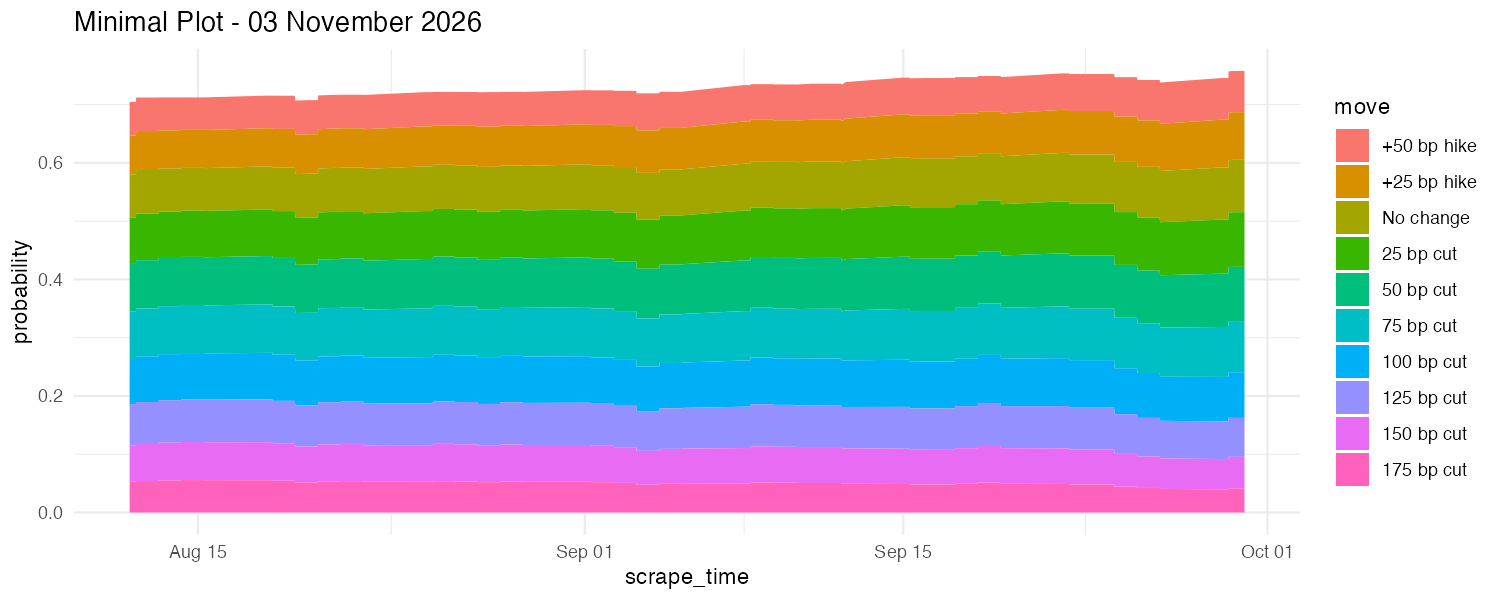 Minimal Plot - 03 November 2026
probability
0.6
0.4
0.2
0.0
Aug 15
Sep 01
Sep 15
Oct 01
scrape_time
move
+50 bp hike
+25 bp hike
No change
25 bp cut
50 bp cut
75 bp cut
100 bp cut
125 bp cut
150 bp cut
175 bp cut